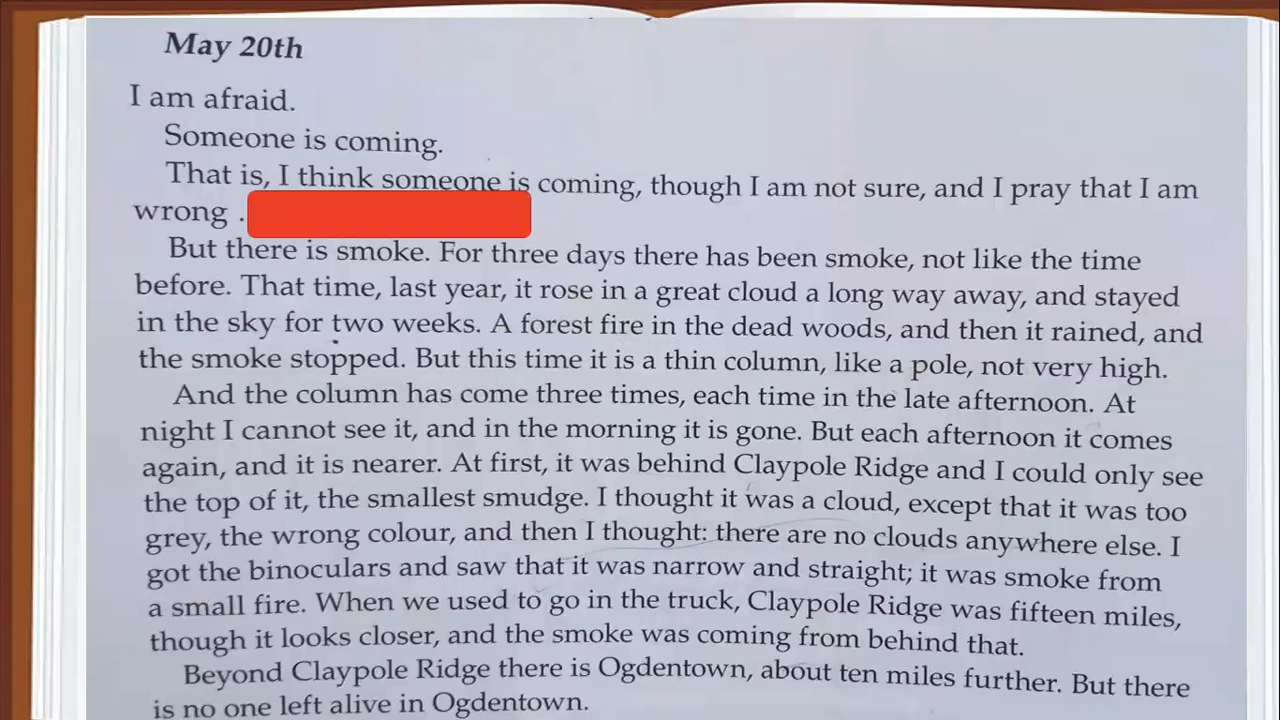 May 20th
I am afraid.
Someone is coming.
That is, I think someone is coming, though I am not sure, and I pray that I am
wrong .
But there is smoke. For three days there has been smoke, not like the time
before. That time, last year, it rose in a great cloud a long way away, and stayed
in the sky for two weeks. A forest fire in the dead woods, and then it rained, and
the smoke stopped. But this time it is a thin column, like a pole, not very high.
And the column has come three times, each time in the late afternoon. At
night I cannot see it, and in the morning it is gone. But each afternoon it comes
again, and it is nearer. At first, it was behind Claypole Ridge and I could only see
the top of it, the smallest smudge. I thought it was a cloud, except that it was too
grey, the wrong colour, and then I thought: there are no clouds anywhere else. I
got the binoculars and saw that it was narrow and straight; it was smoke from
a small fire. When we used to go in the truck, Claypole Ridge was fifteen miles,
though it looks closer, and the smoke was coming from behind that.
Beyond Claypole Ridge there is Ogdentown, about ten miles further. But there
is no one left alive in Ogdentown.